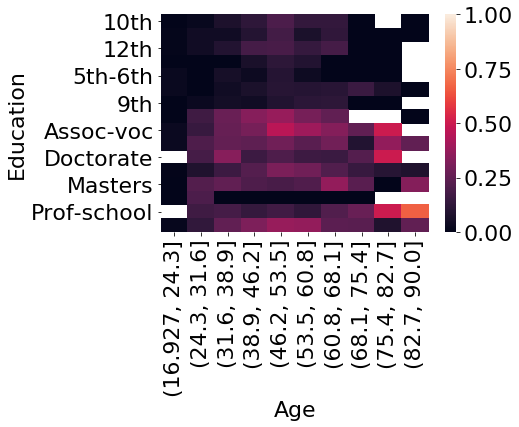 Education
10th
12th
5th-6th
9th
Assoc-voc
Doctorate
Masters
Prof-school
1.00
0.75
0.50
0.25
0.00
(16.927, 24.3]
(24.3, 31.6]
(31.6, 38.9]
(38.9, 46.2]
(46.2, 53.5]
(53.5, 60.8]
(60.8, 68.1]
(68.1, 75.4]
(75.4, 82.7]
(82.7, 90.0]
Age